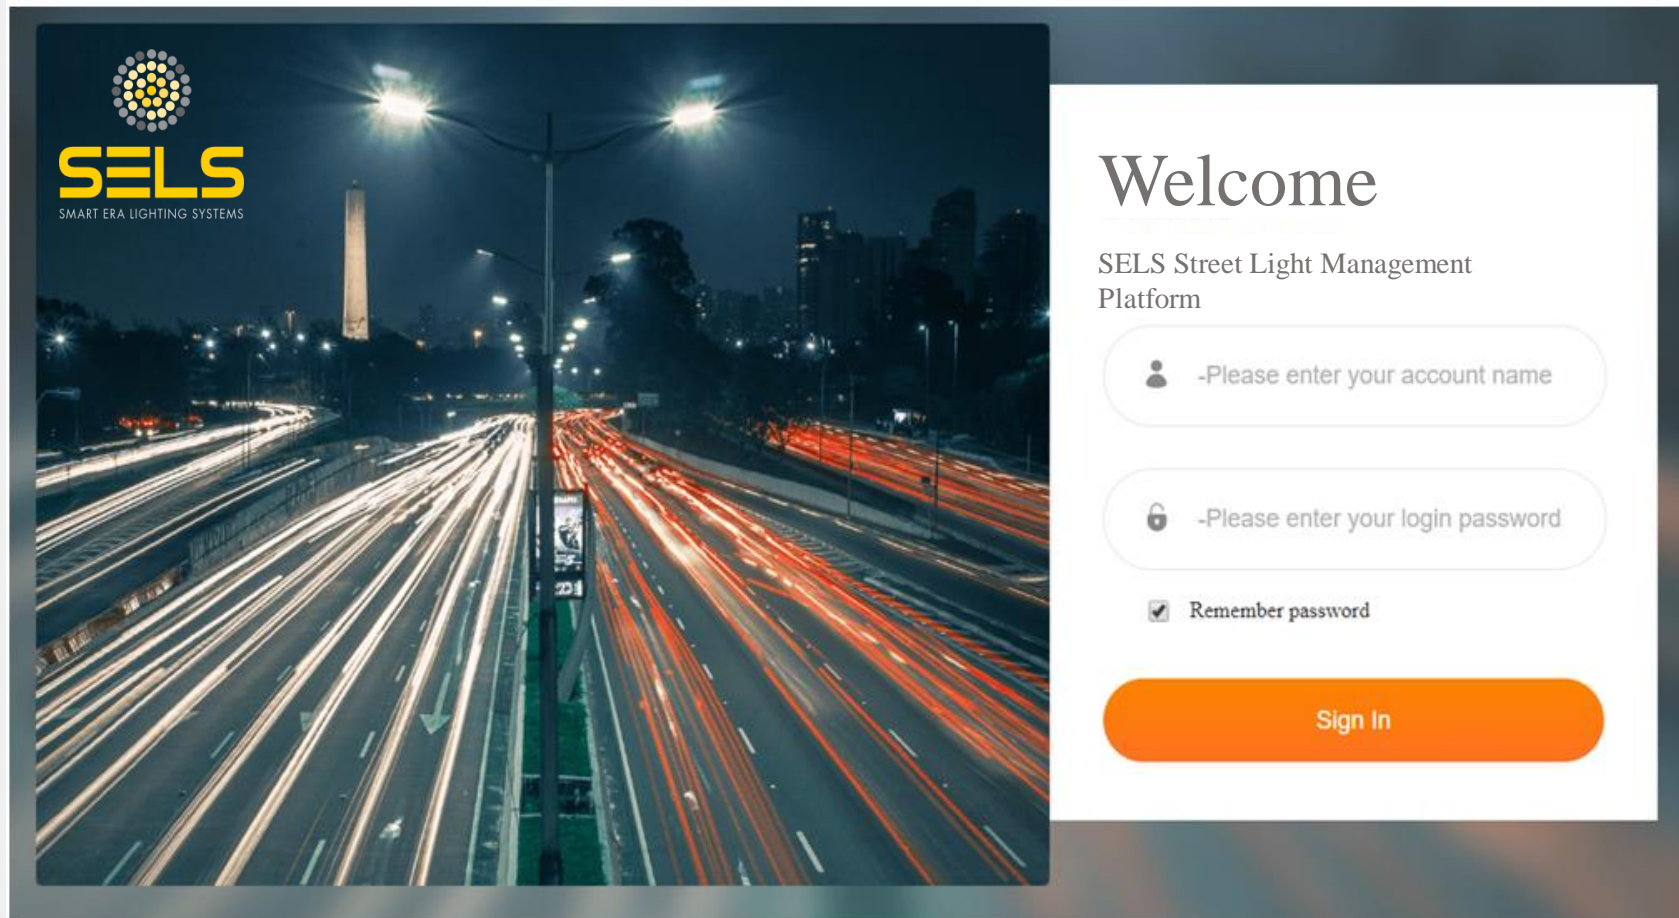 SELS
SMART ERA LIGHTING SYSTEMS
Welcome
SELS Street Light Management
Platform
-Please enter your account name
-Please enter your login password
Remember password
Sign In